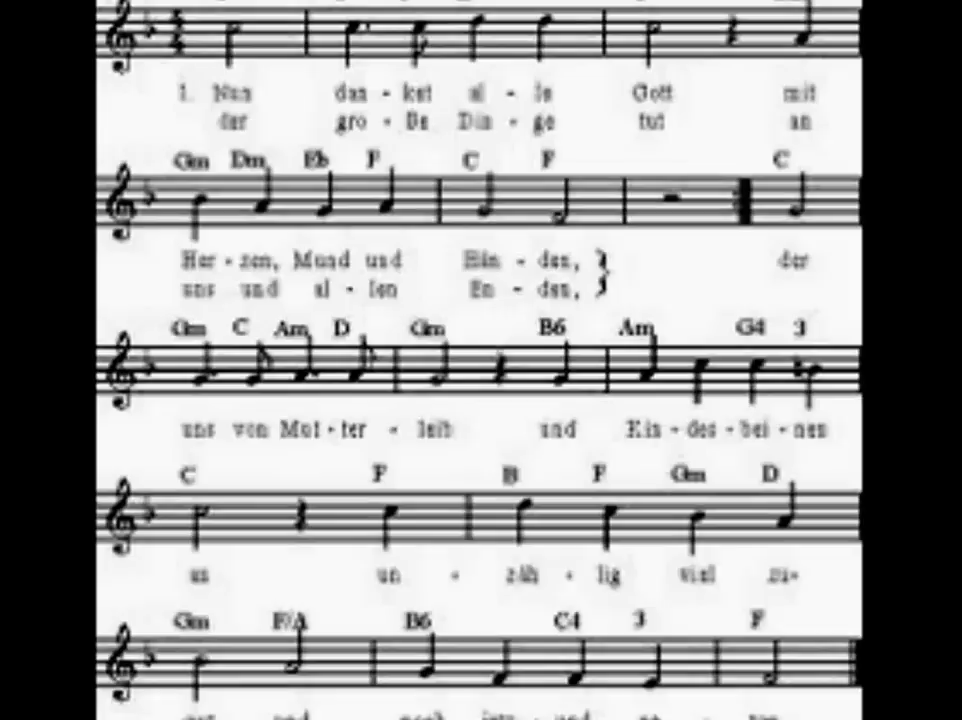 1. Nun dan - ket al - le Gott mit
der gro - ße Din - ge tut an
Gm Dm Eb F C F C
Her - zen, Mund und Hän - den, der
uns und al - len En - den,
Gm C Am D Gm B6 Am G4 3
uns von Mut - ter - leib und Kin - des - bei - nen
C F B F Gm D
an un - zäh - lig viel zu-
Gm F/A B6 C4 3 F